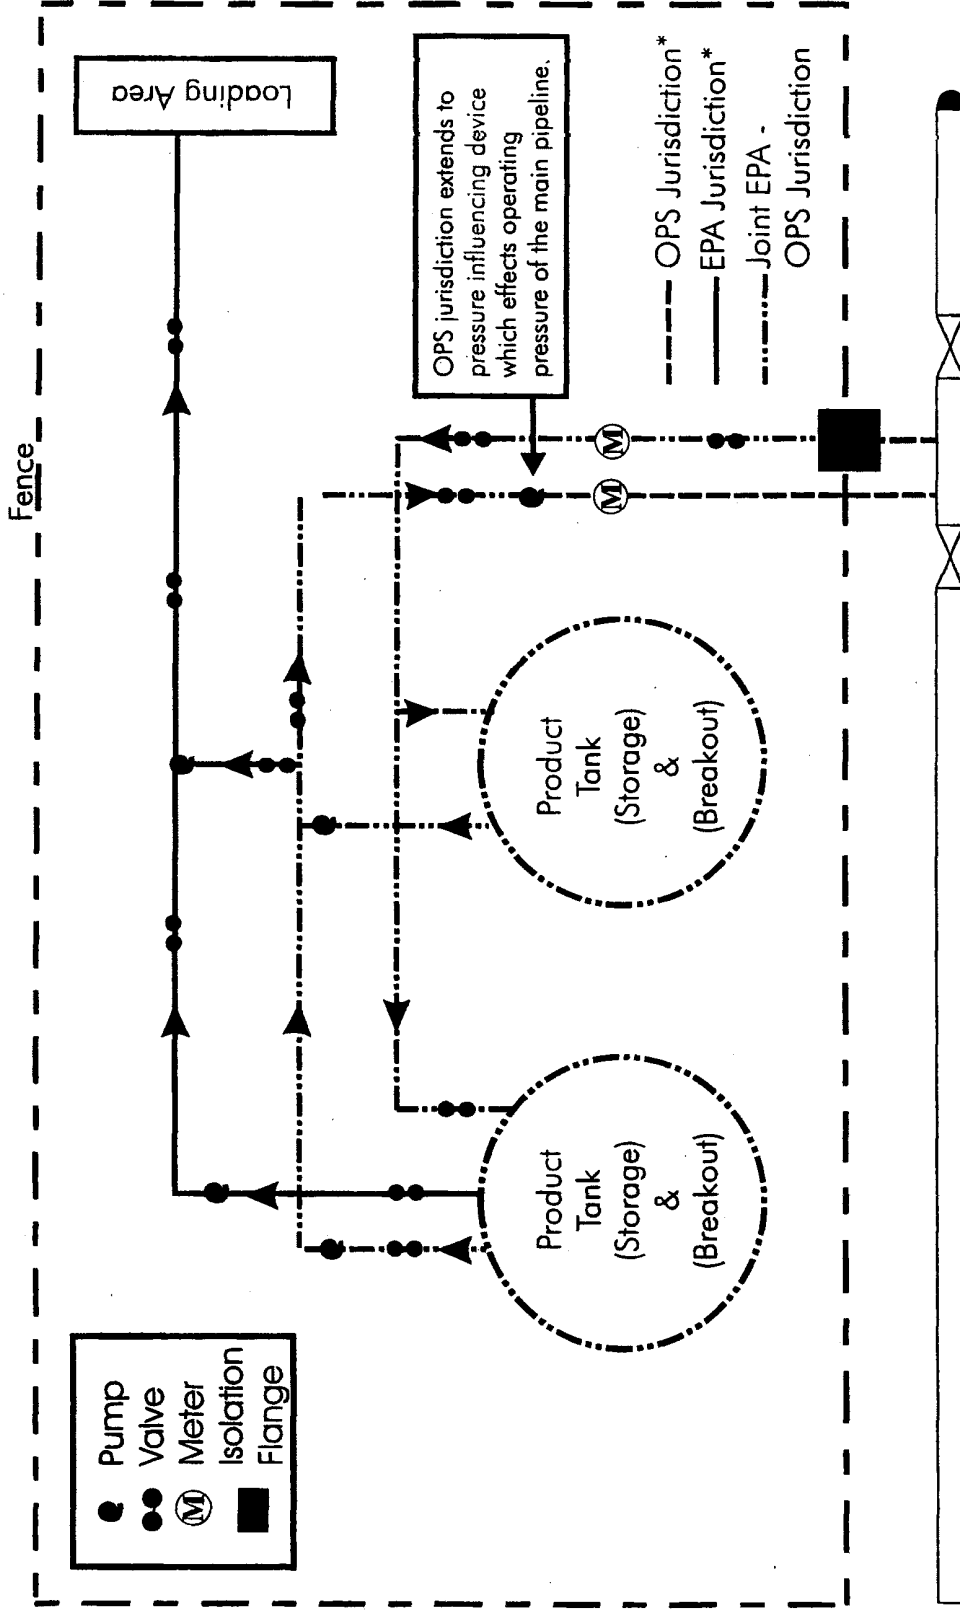 Fence
Loading Area
OPS jurisdiction extends to
pressure influencing device
which effects operating
pressure of the main pipeline.
OPS Jurisdiction*
EPA Jurisdiction*
Joint EPA -
OPS Jurisdiction
M
M
Product
Tank
(Storage)
&
(Breakout)
Product
Tank
(Storage)
&
(Breakout)
Pump
Valve
M Meter
Isolation
Flange